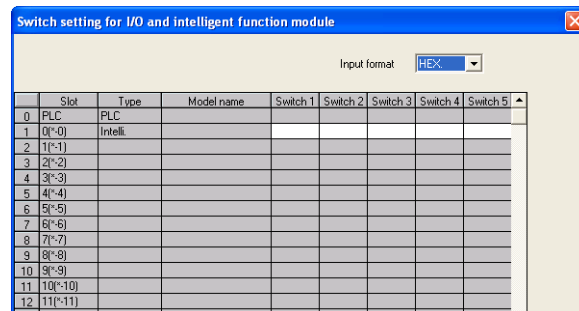 Switch setting for I/O and intelligent function module
Input format HEX.
Slot Type Model name Switch 1 Switch 2 Switch 3 Switch 4 Switch 5
0 PLC PLC
1 0(*-0) Intelli.
2 1(*-1)
3 2(*-2)
4 3(*-3)
5 4(*-4)
6 5(*-5)
7 6(*-6)
8 7(*-7)
9 8(*-8)
10 9(*-9)
11 10(*-10)
12 11(*-11)